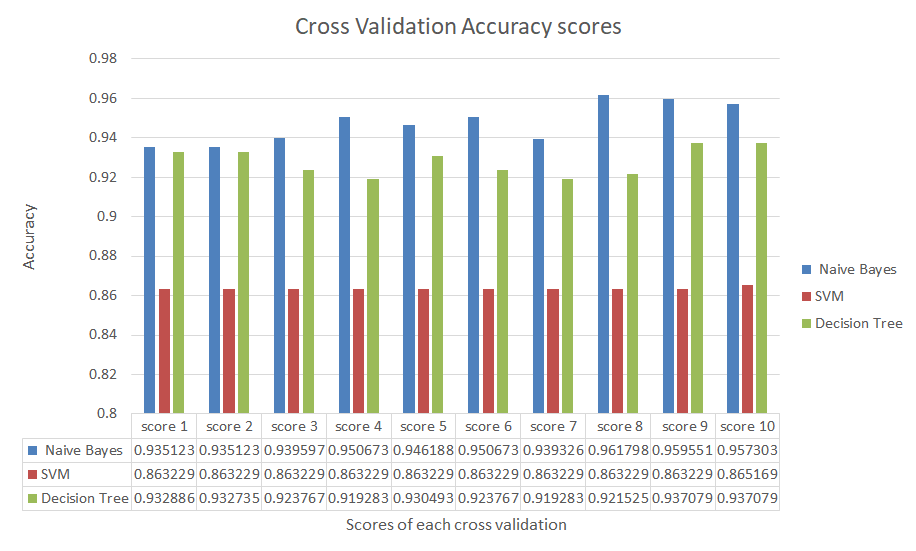 Cross Validation Accuracy scores
0.98
0.96
0.94
0.92
0.9
0.88
0.86
0.84
0.82
0.8
Accuracy
Naive Bayes
SVM
Decision Tree
score 1 score 2 score 3 score 4 score 5 score 6 score 7 score 8 score 9 score 10
Naive Bayes 0.935123 0.935123 0.939597 0.950673 0.946188 0.950673 0.939326 0.961798 0.959551 0.957303
SVM 0.863229 0.863229 0.863229 0.863229 0.863229 0.863229 0.863229 0.863229 0.863229 0.865169
Decision Tree 0.932886 0.932735 0.923767 0.919283 0.930493 0.923767 0.919283 0.921525 0.937079 0.937079
Scores of each cross validation